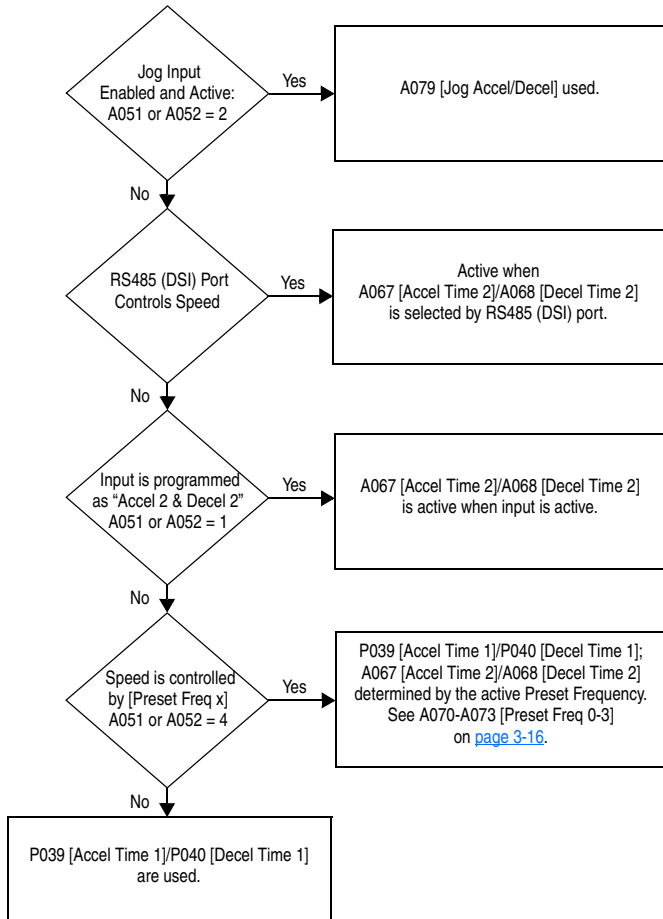 Jog Input
Enabled and Active:
A051 or A052 = 2
Yes
A079 [Jog Accel/Decel] used.
No
RS485 (DSI) Port
Controls Speed
Yes
Active when
A067 [Accel Time 2]/A068 [Decel Time 2]
is selected by RS485 (DSI) port.
No
Input is programmed
as “Accel 2 & Decel 2”
A051 or A052 = 1
Yes
A067 [Accel Time 2]/A068 [Decel Time 2]
is active when input is active.
No
Speed is controlled
by [Preset Freq x]
A051 or A052 = 4
Yes
P039 [Accel Time 1]/P040 [Decel Time 1];
A067 [Accel Time 2]/A068 [Decel Time 2]
determined by the active Preset Frequency.
See A070-A073 [Preset Freq 0-3]
on page 3-16.
No
P039 [Accel Time 1]/P040 [Decel Time 1]
are used.